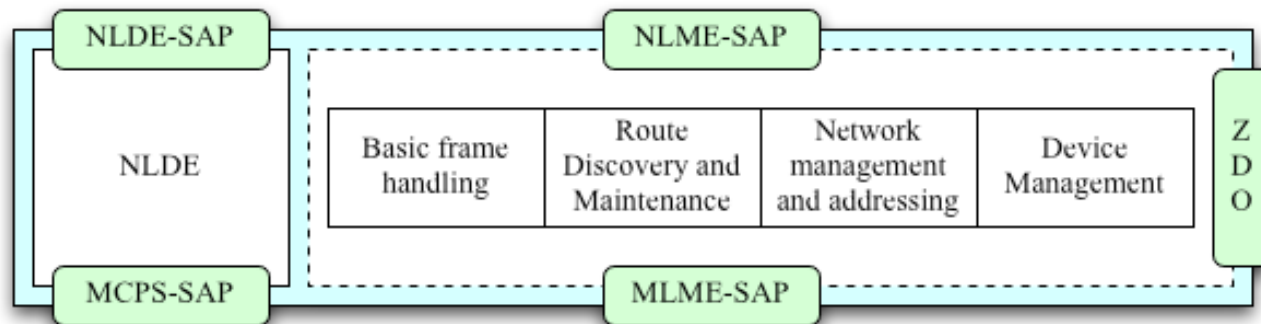 NLDE-SAP
NLME-SAP
NLDE
Basic frame
handling
Route
Discovery and
Maintenance
Network
management
and addressing
Device
Management
Z
D
O
MCPS-SAP
MLME-SAP